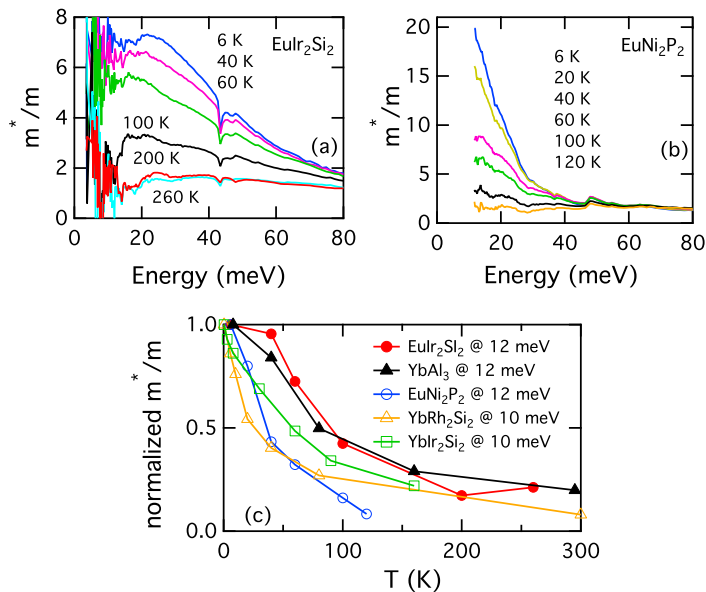 8
6
4
2
0
m*/m
6 K
40 K
60 K
EuIr₂Si₂
100 K
200 K
260 K
(a)
0
20
40
60
80
Energy (meV)
20
15
10
5
0
m*/m
EuNi₂P₂
6 K
20 K
40 K
60 K
100 K
120 K
(b)
0
20
40
60
80
Energy (meV)
1.0
0.5
0.0
normalized m*/m
EuIr₂SI₂ @ 12 meV
YbAl₃ @ 12 meV
EuNi₂P₂ @ 12 meV
YbRh₂Si₂ @ 10 meV
YbIr₂Si₂ @ 10 meV
(c)
0
100
200
300
T (K)